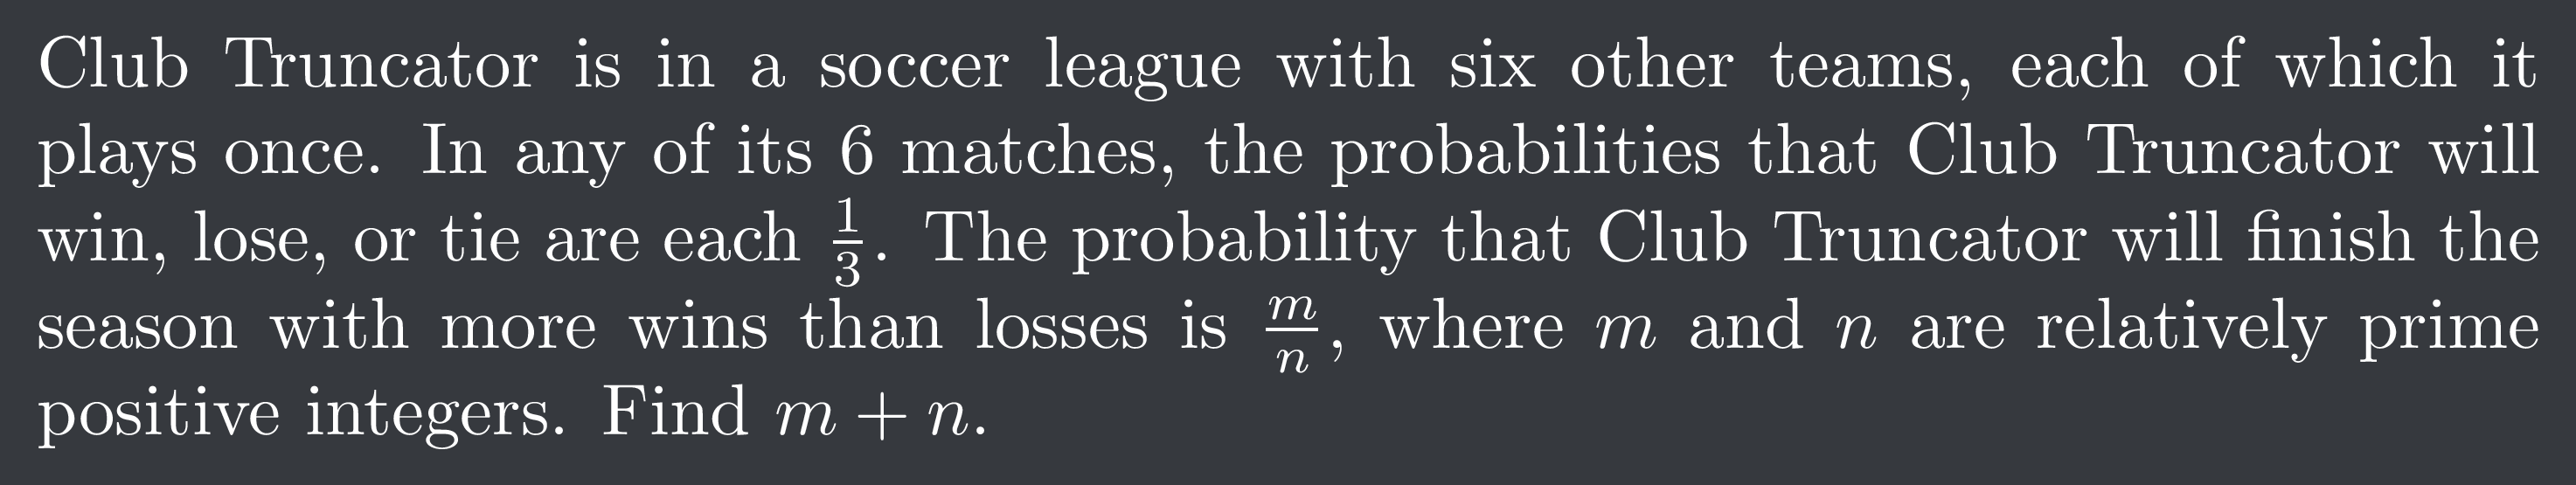 Club Truncator is in a soccer league with six other teams, each of which it
plays once. In any of its 6 matches, the probabilities that Club Truncator will
win, lose, or tie are each $\frac{1}{3}$. The probability that Club Truncator will finish the
season with more wins than losses is $\frac{m}{n}$, where $m$ and $n$ are relatively prime
positive integers. Find $m + n$.